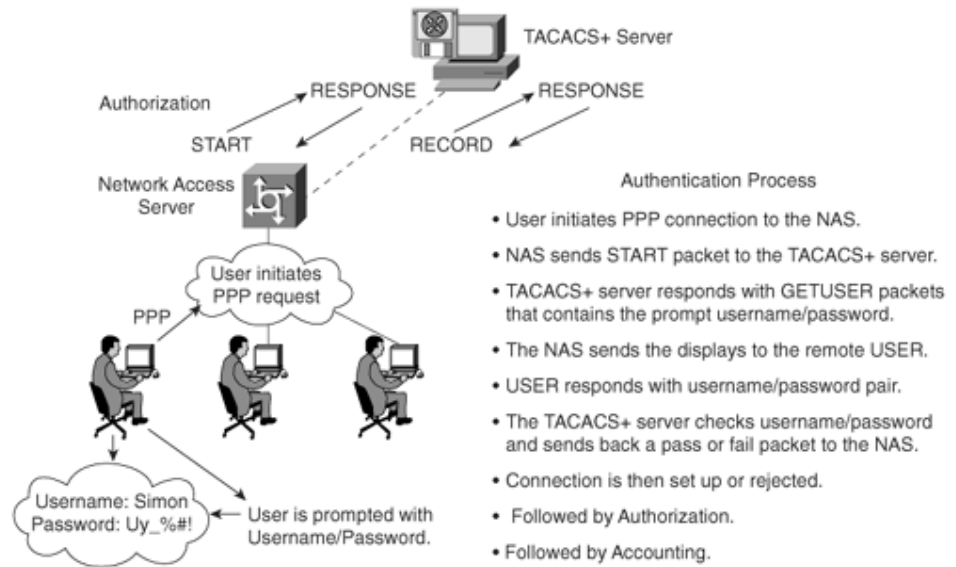 TACACS+ Server
Authorization
RESPONSE
RESPONSE
START
RECORD
Network Access
Server
User initiates
PPP request
PPP
Username: Simon
Password: Uy_%#!
User is prompted with
Username/Password.
Authentication Process
• User initiates PPP connection to the NAS.
• NAS sends START packet to the TACACS+ server.
• TACACS+ server responds with GETUSER packets
that contains the prompt username/password.
• The NAS sends the displays to the remote USER.
• USER responds with username/password pair.
• The TACACS+ server checks username/password
and sends back a pass or fail packet to the NAS.
• Connection is then set up or rejected.
• Followed by Authorization.
• Followed by Accounting.